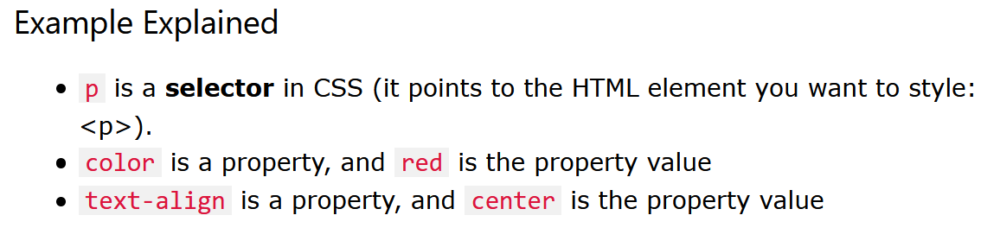 Example Explained
• p is a selector in CSS (it points to the HTML element you want to style:
<p>).
• color is a property, and red is the property value
• text-align is a property, and center is the property value